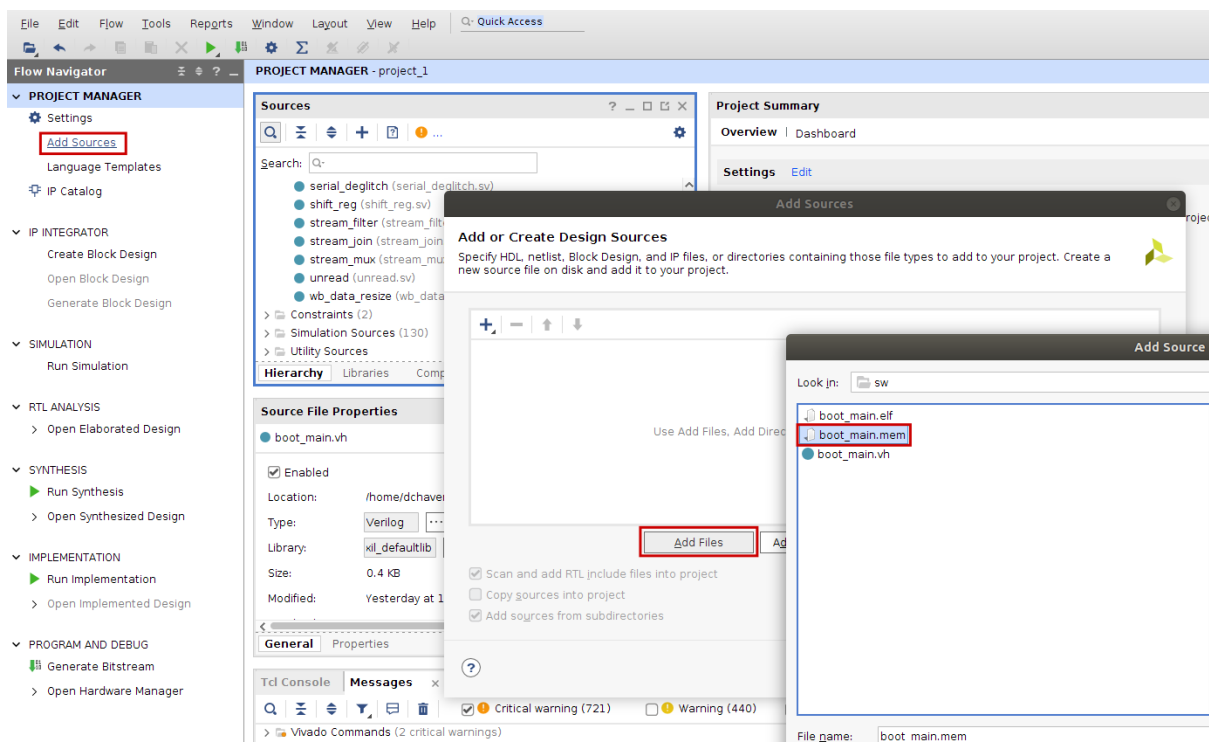 File Edit Flow Tools Reports Window Layout View Help Quick Access
Flow Navigator ? _
PROJECT MANAGER - project_1
PROJECT MANAGER
Settings
Add Sources
Language Templates
IP Catalog
IP INTEGRATOR
Create Block Design
Open Block Design
Generate Block Design
SIMULATION
Run Simulation
RTL ANALYSIS
Open Elaborated Design
SYNTHESIS
Run Synthesis
Open Synthesized Design
IMPLEMENTATION
Run Implementation
Open Implemented Design
PROGRAM AND DEBUG
Generate Bitstream
Open Hardware Manager
Sources
Search:
serial_deglitch (serial_deglitch.sv)
shift_reg (shift_reg.sv)
stream_filter (stream_filt
stream_join (stream_join
stream_mux (stream_mu
unread (unread.sv)
wb_data_resize (wb_data
Constraints (2)
Simulation Sources (130)
Utility Sources
Hierarchy Libraries Comp
Source File Properties
boot_main.vh
Enabled
Location: /home/dchaver
Type: Verilog
Library: xil_defaultlib
Size: 0.4 KB
Modified: Yesterday at 1
General Properties
Tcl Console Messages
Critical warning (721) Warning (440)
Vivado Commands (2 critical warnings)
Project Summary
Overview | Dashboard
Settings Edit
rojec
Add Sources
Add or Create Design Sources
Specify HDL, netlist, Block Design, and IP files, or directories containing those file types to add to your project. Create a
new source file on disk and add it to your project.
Use Add Files, Add Direc
Add Files Ad
Scan and add RTL include files into project
Copy sources into project
Add sources from subdirectories
?
Add Source
Look in: sw
boot_main.elf
boot_main.mem
boot_main.vh
File name: boot_main.mem